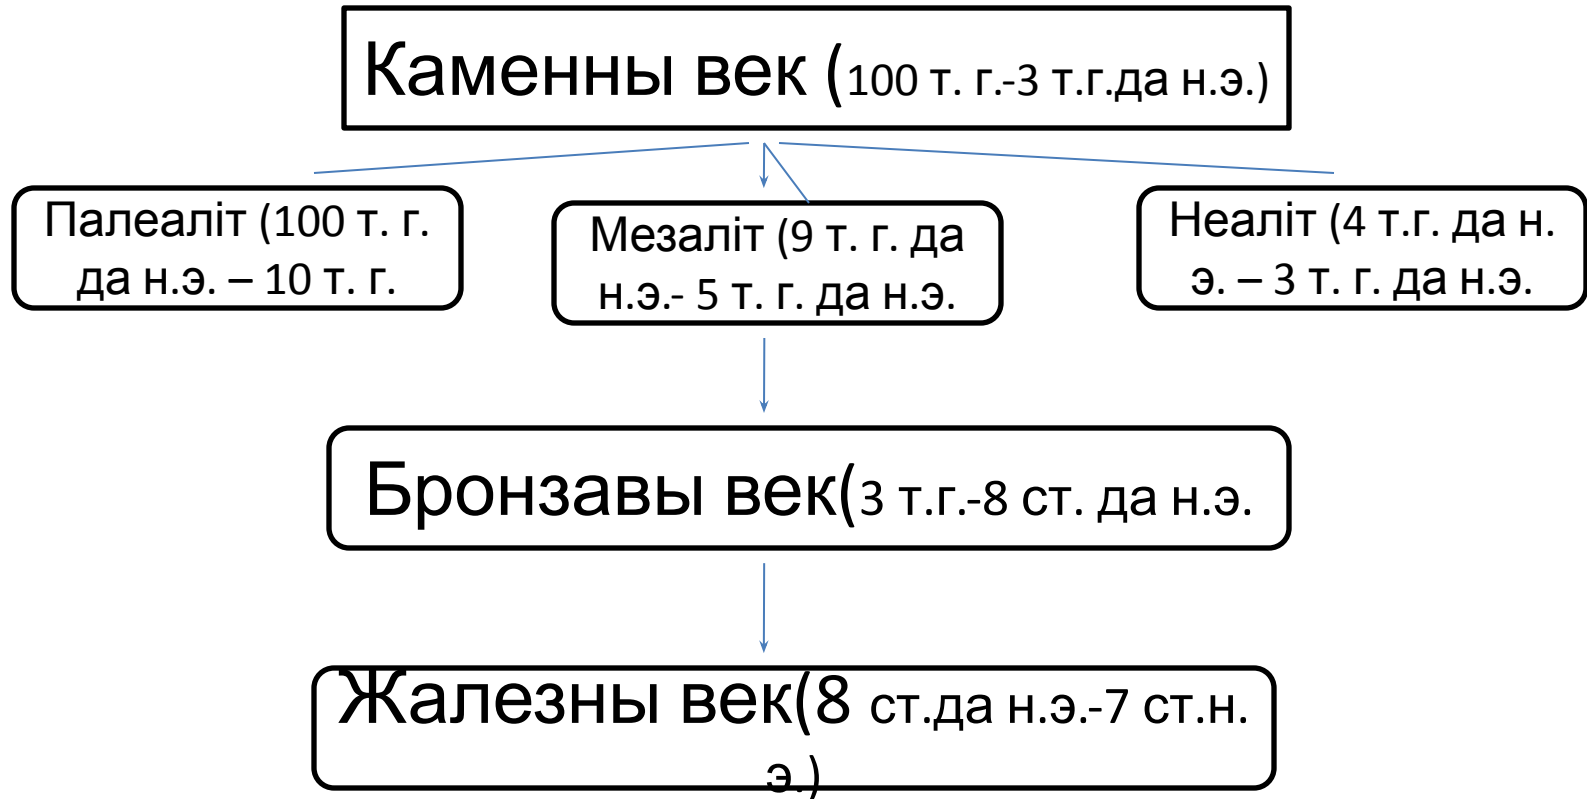 Каменны век (100 т. г.-3 т.г.да н.э.)
Палеаліт (100 т. г.
да н.э. – 10 т. г.
Мезаліт (9 т. г. да
н.э.- 5 т. г. да н.э.
Неаліт (4 т.г. да н.
э. – 3 т. г. да н.э.
Бронзавы век(3 т.г.-8 ст. да н.э.
Жалезны век(8 ст.да н.э.-7 ст.н.
э.)